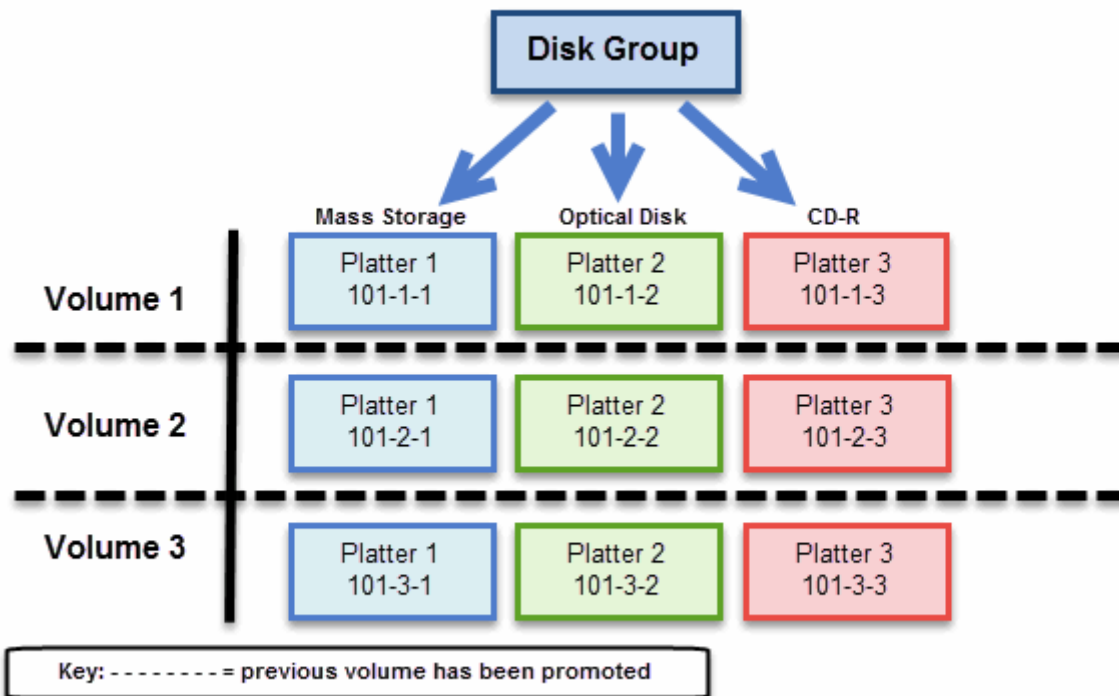 Disk Group
Mass Storage
Optical Disk
CD-R
Volume 1
Platter 1
101-1-1
Platter 2
101-1-2
Platter 3
101-1-3
Volume 2
Platter 1
101-2-1
Platter 2
101-2-2
Platter 3
101-2-3
Volume 3
Platter 1
101-3-1
Platter 2
101-3-2
Platter 3
101-3-3
Key: - - - - - - - - = previous volume has been promoted